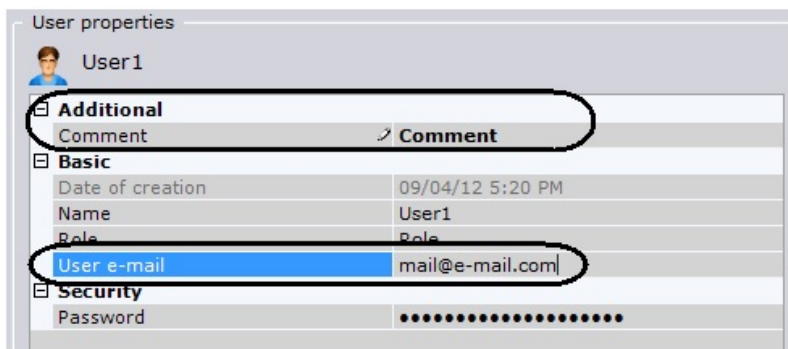 User properties
User1
Additional
Comment Comment
Basic
Date of creation 09/04/12 5:20 PM
Name User1
Role Role
User e-mail mail@e-mail.com
Security
Password ••••••••••••••••••••